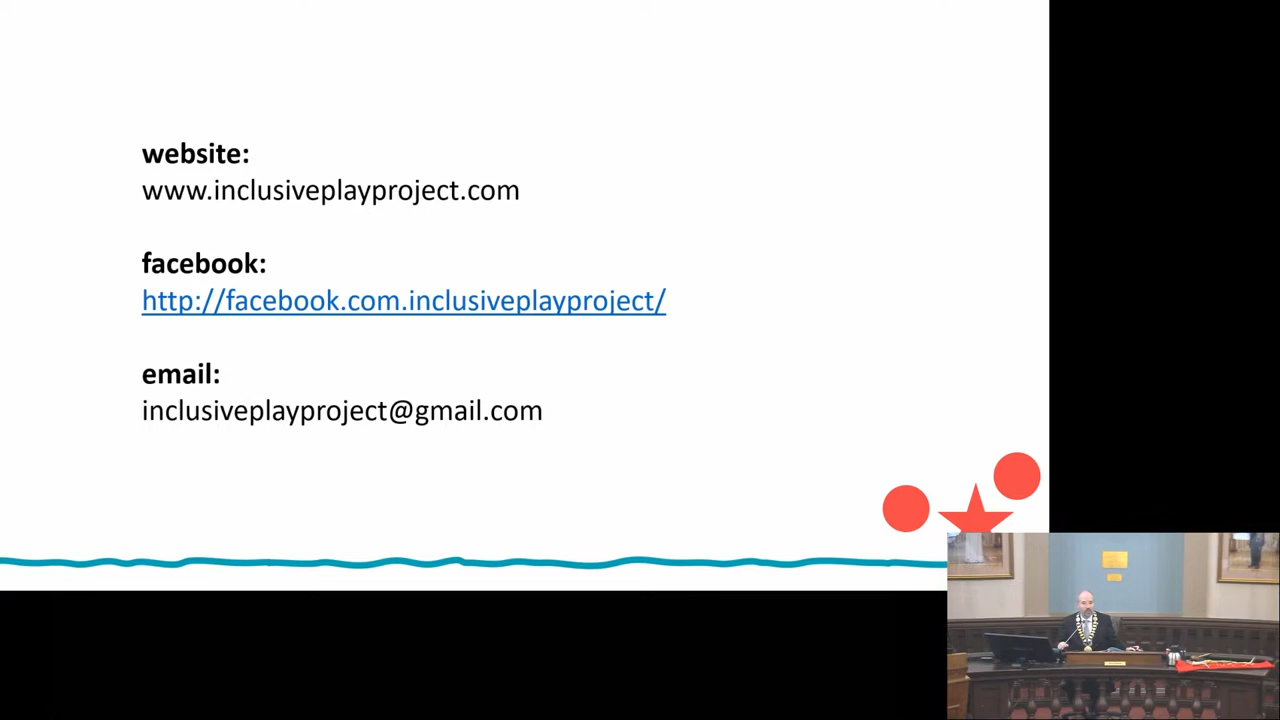 website:
www.inclusiveplayproject.com
facebook:
http://facebook.com.inclusiveplayproject/
email:
inclusiveplayproject@gmail.com